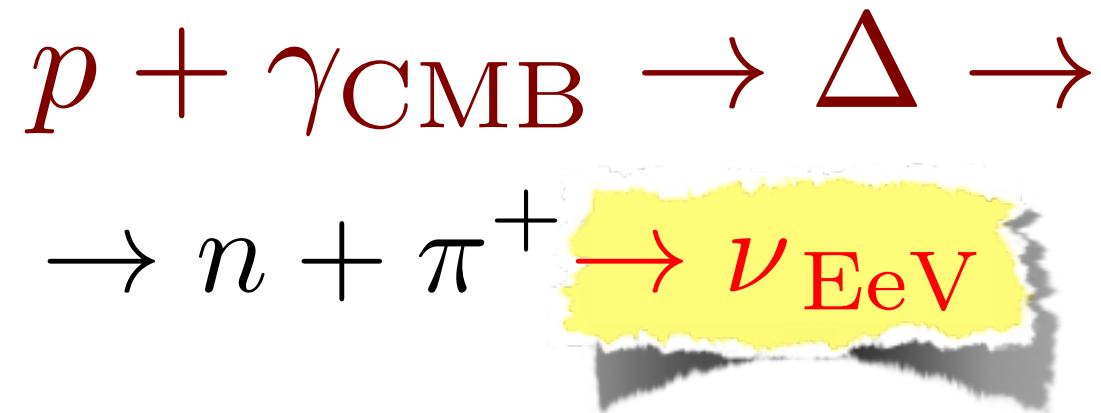 p + γCMB → Δ →
→ n + π⁺ → νEeV